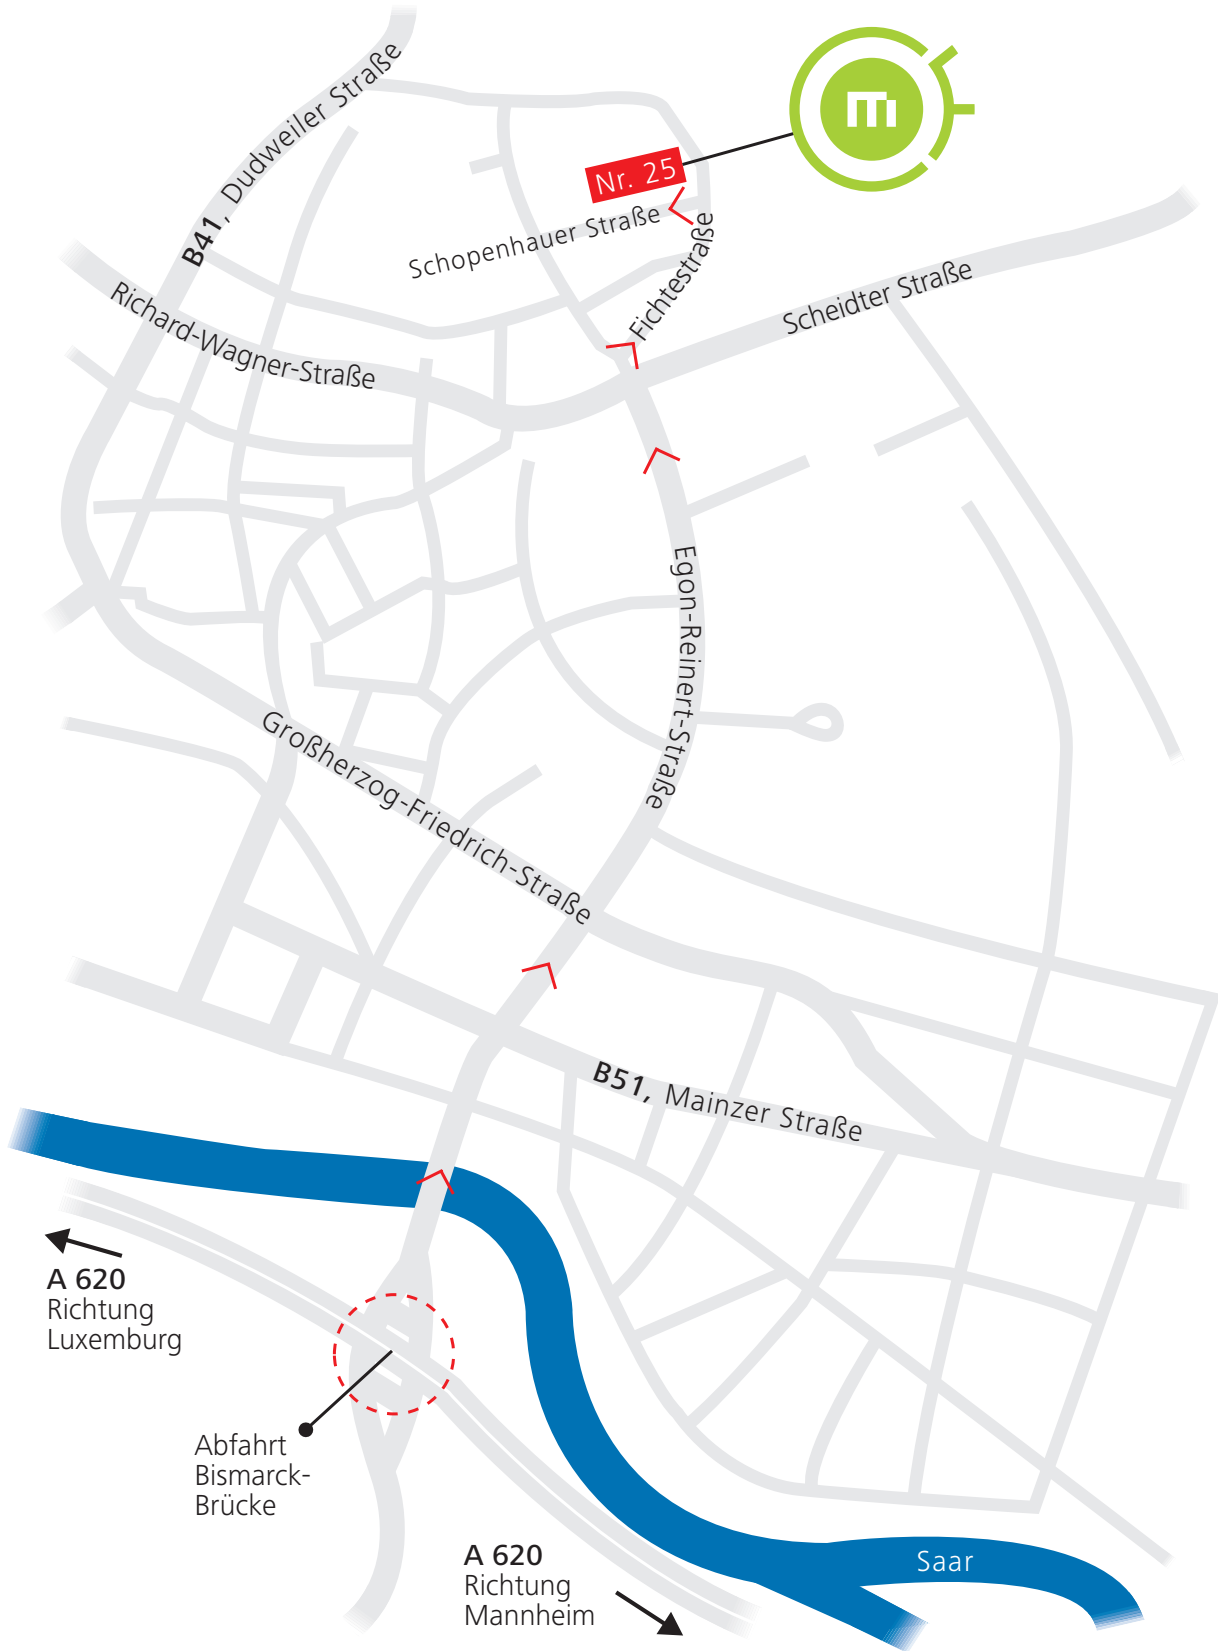 m
B41, Dudweiler Straße
Nr. 25
Schopenhauer Straße
Fichtestraße
Scheidter Straße
Richard-Wagner-Straße
Egon-Reinert-Straße
Großherzog-Friedrich-Straße
B51, Mainzer Straße
A 620
Richtung
Luxemburg
Abfahrt
Bismarck-
Brücke
A 620
Richtung
Mannheim
Saar